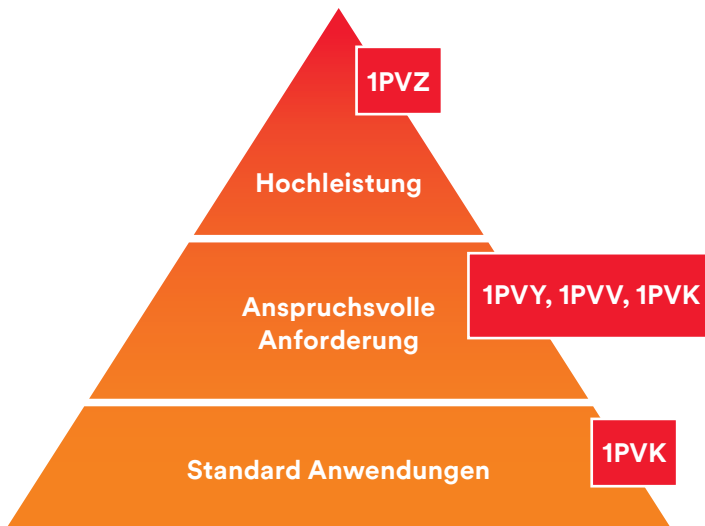 1PVZ
Hochleistung
1PVY, 1PVV, 1PVK
Anspruchsvolle
Anforderung
1PVK
Standard Anwendungen